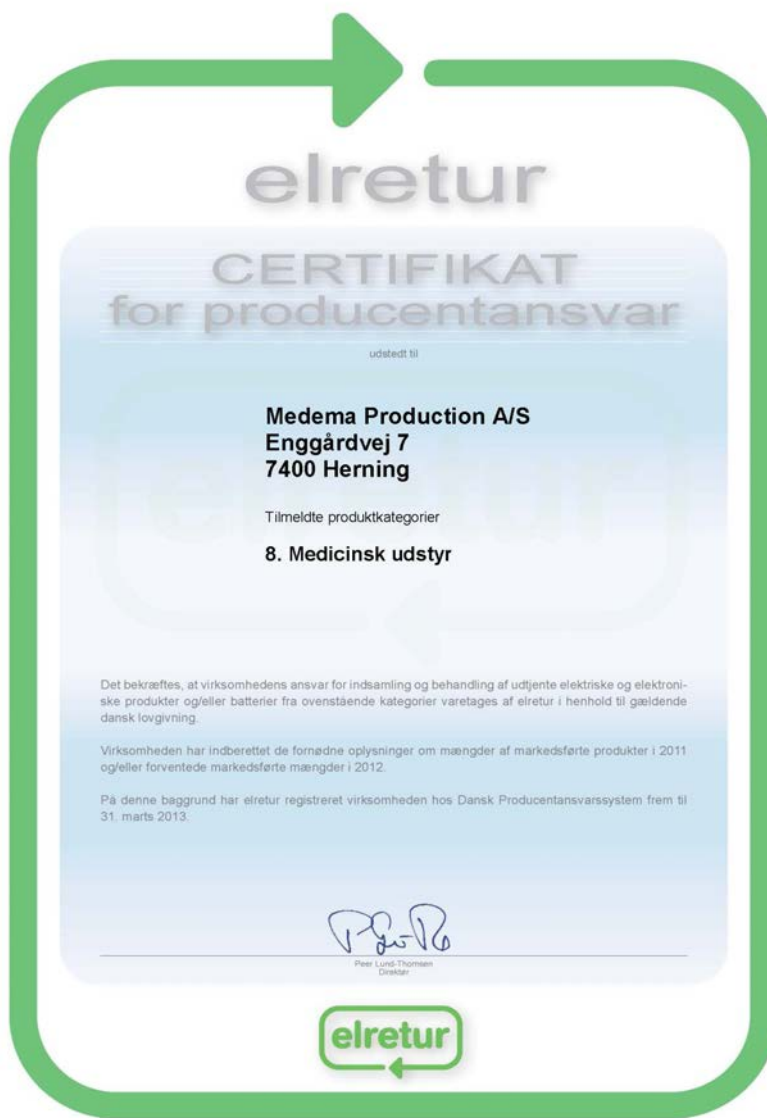 elretur
CERTIFIKAT
for producentansvar
udstedt til
Medema Production A/S
Enggårdvej 7
7400 Herning
Tilmeldte produktkategorier
8. Medicinsk udstyr
Det bekræftes, at virksomhedens ansvar for indsamling og behandling af udtjente elektriske og elektroni-
ske produkter og/eller batterier fra ovenstående kategorier varetages af elretur i henhold til gældende
dansk lovgivning.
Virksomheden har indberettet de fornødne oplysninger om mængder af markedsførte produkter i 2011
og/eller forventede markedsførte mængder i 2012.
På denne baggrund har elretur registreret virksomheden hos Dansk Producentansvarssystem frem til
31. marts 2013.
Peer Lund-Thomsen
Direktør
elretur